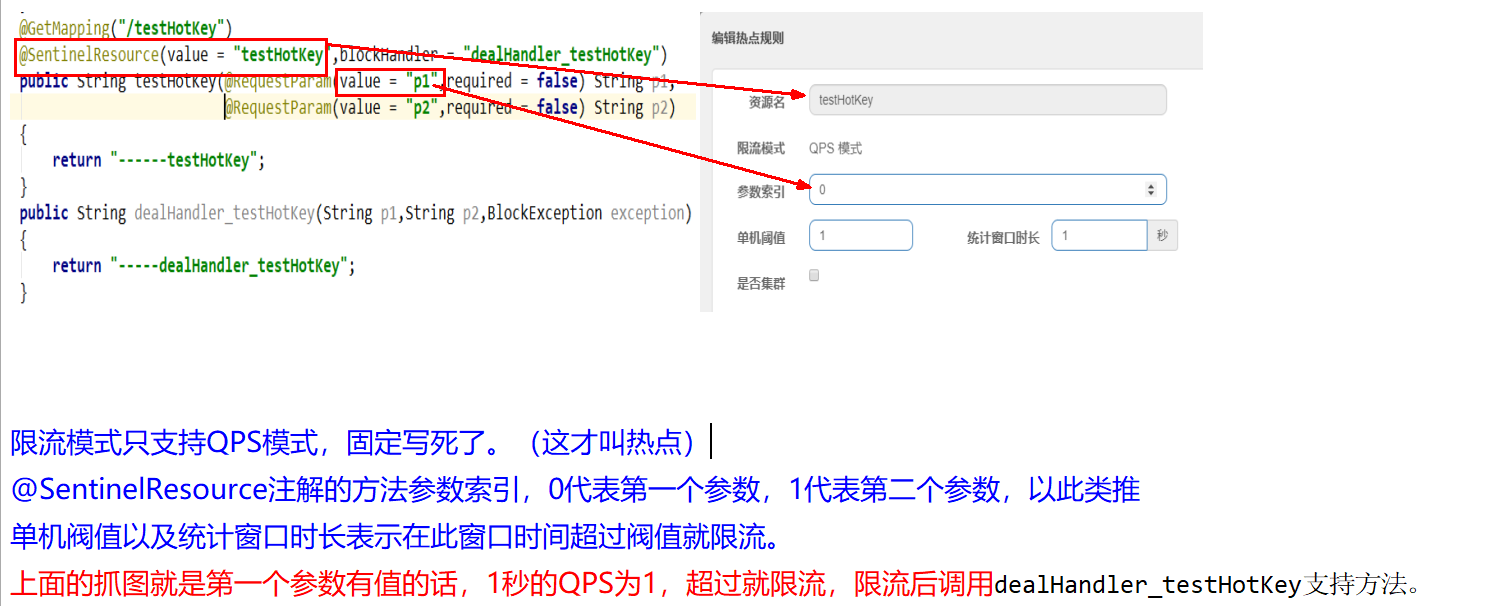 @GetMapping("/testHotKey")
@SentinelResource(value = "testHotKey",blockHandler = "dealHandler_testHotKey")
public String testHotKey(@RequestParam(value = "p1",required = false) String p1,
@RequestParam(value = "p2",required = false) String p2)
{
return "------testHotKey";
}
public String dealHandler_testHotKey(String p1,String p2,BlockException exception)
{
return "-----dealHandler_testHotKey";
}
编辑热点规则
资源名 testHotKey
限流模式 QPS 模式
参数索引 0
单机阈值 1 统计窗口时长 1 秒
是否集群
限流模式只支持QPS模式，固定写死了。（这才叫热点）
@SentinelResource注解的方法参数索引，0代表第一个参数，1代表第二个参数，以此类推
单机阀值以及统计窗口时长表示在此窗口时间超过阀值就限流。
上面的抓图就是第一个参数有值的话，1秒的QPS为1，超过就限流，限流后调用dealHandler_testHotKey支持方法。